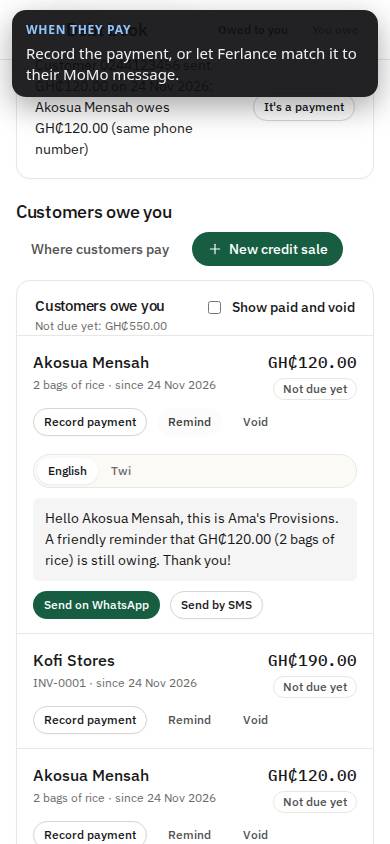 WHEN THEY PAY
Record the payment, or let Ferlance match it to
their MoMo message.
Owed to you
You owe
Customer 0244123456 sent
GH₵120.00 on 24 Nov 2026.
Akosua Mensah owes
GH₵120.00 (same phone
number)
It's a payment
Customers owe you
Where customers pay
+ New credit sale
Customers owe you
Show paid and void
Not due yet: GH₵550.00
Akosua Mensah
GH₵120.00
2 bags of rice · since 24 Nov 2026
Not due yet
Record payment
Remind
Void
English
Twi
Hello Akosua Mensah, this is Ama's Provisions.
A friendly reminder that GH₵120.00 (2 bags of
rice) is still owing. Thank you!
Send on WhatsApp
Send by SMS
Kofi Stores
GH₵190.00
INV-0001 · since 24 Nov 2026
Not due yet
Record payment
Remind
Void
Akosua Mensah
GH₵120.00
2 bags of rice · since 24 Nov 2026
Not due yet
Record payment
Remind
Void